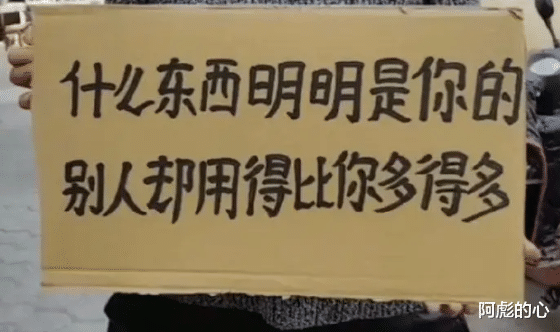 什么东西明明是你的
别人却用得比你多得多
阿彪的心